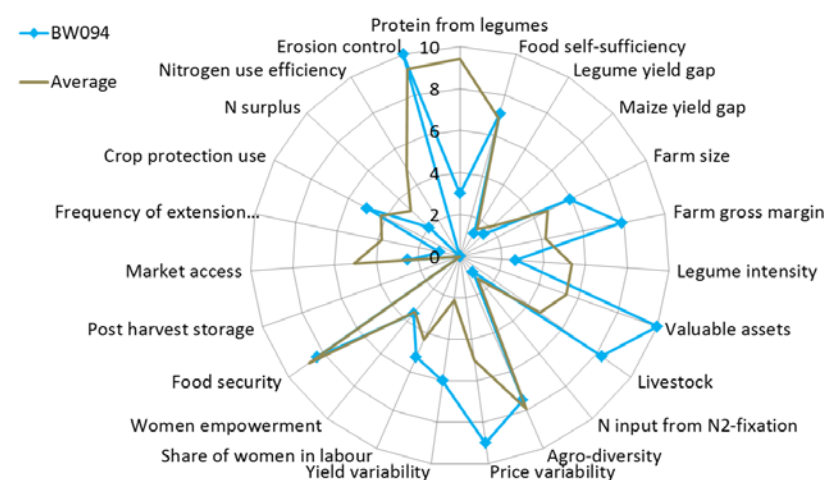 BW094
Average
Protein from legumes
Food self-sufficiency
Legume yield gap
Maize yield gap
Farm size
Farm gross margin
Legume intensity
Valuable assets
Livestock
N input from N2-fixation
Agro-diversity
Price variability
Yield variability
Share of women in labour
Women empowerment
Food security
Post harvest storage
Market access
Frequency of extension...
Crop protection use
N surplus
Nitrogen use efficiency
Erosion control
10
8
6
4
2
0